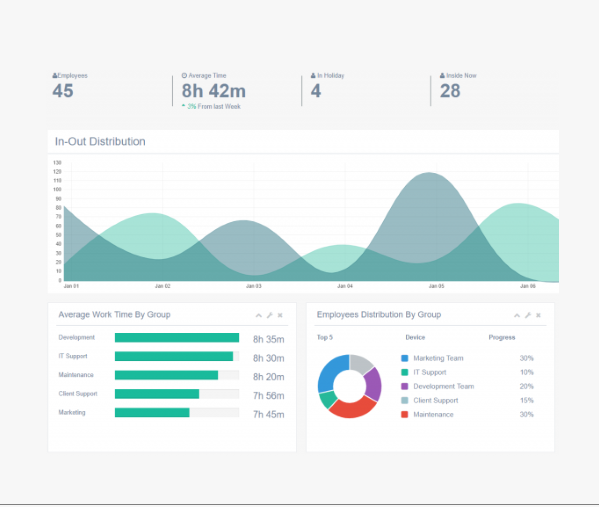 Employees
45
Average Time
8h 42m
2% From last Week
In Holiday
4
Inside Now
28
In-Out Distribution
130
120
110
100
90
80
70
60
50
40
30
20
10
0
Jan 01 Jan 02 Jan 03 Jan 04 Jan 05 Jan 06
Average Work Time By Group
Development 8h 35m
IT Support 8h 30m
Maintenance 8h 20m
Client Support 7h 56m
Marketing 7h 45m
Employees Distribution By Group
Top 5 Device Progress
Marketing Team 30%
IT Support 10%
Development Team 20%
Client Support 15%
Maintenance 30%